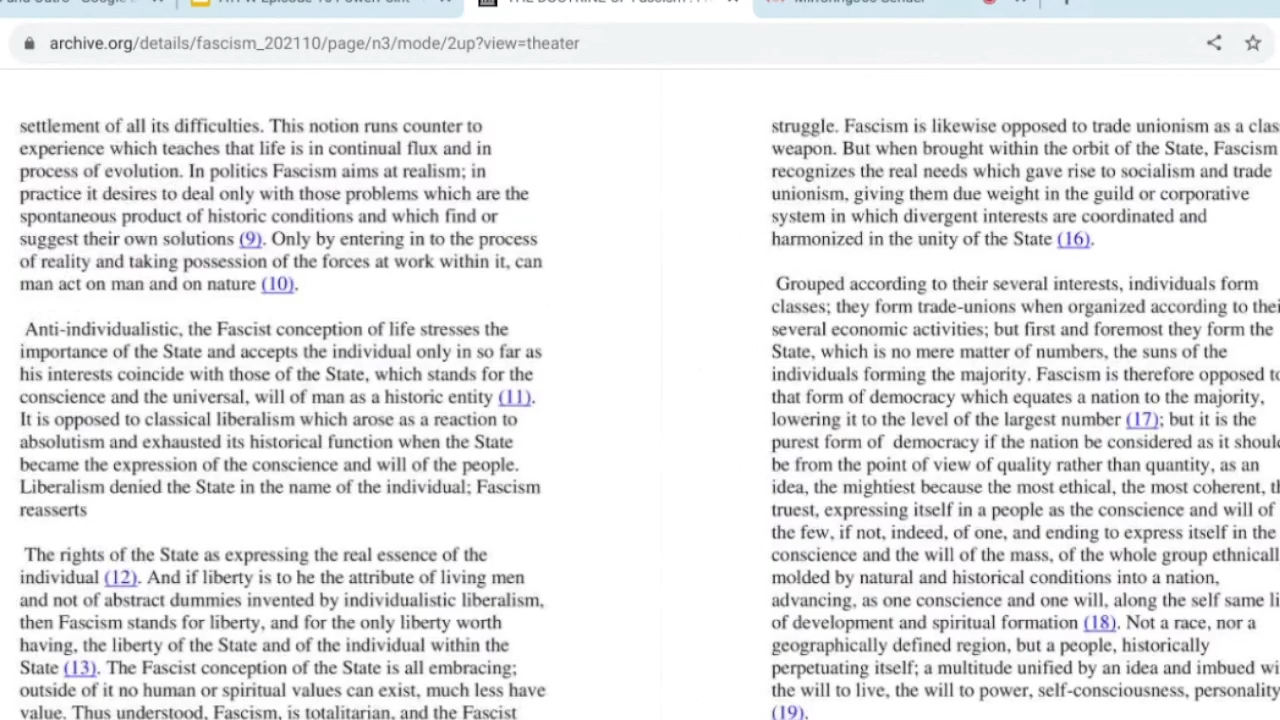 archive.org/details/fascism_202110/page/n3/mode/2up?view=theater
settlement of all its difficulties. This notion runs counter to
experience which teaches that life is in continual flux and in
process of evolution. In politics Fascism aims at realism; in
practice it desires to deal only with those problems which are the
spontaneous product of historic conditions and which find or
suggest their own solutions (9). Only by entering in to the process
of reality and taking possession of the forces at work within it, can
man act on man and on nature (10).
Anti-individualistic, the Fascist conception of life stresses the
importance of the State and accepts the individual only in so far as
his interests coincide with those of the State, which stands for the
conscience and the universal, will of man as a historic entity (11).
It is opposed to classical liberalism which arose as a reaction to
absolutism and exhausted its historical function when the State
became the expression of the conscience and will of the people.
Liberalism denied the State in the name of the individual; Fascism
reasserts
The rights of the State as expressing the real essence of the
individual (12). And if liberty is to he the attribute of living men
and not of abstract dummies invented by individualistic liberalism,
then Fascism stands for liberty, and for the only liberty worth
having, the liberty of the State and of the individual within the
State (13). The Fascist conception of the State is all embracing;
outside of it no human or spiritual values can exist, much less have
value. Thus understood, Fascism, is totalitarian, and the Fascist
struggle. Fascism is likewise opposed to trade unionism as a clas
weapon. But when brought within the orbit of the State, Fascism
recognizes the real needs which gave rise to socialism and trade
unionism, giving them due weight in the guild or corporative
system in which divergent interests are coordinated and
harmonized in the unity of the State (16).
Grouped according to their several interests, individuals form
classes; they form trade-unions when organized according to thei
several economic activities; but first and foremost they form the
State, which is no mere matter of numbers, the suns of the
individuals forming the majority. Fascism is therefore opposed to
that form of democracy which equates a nation to the majority,
lowering it to the level of the largest number (17); but it is the
purest form of democracy if the nation be considered as it shoul
be from the point of view of quality rather than quantity, as an
idea, the mightiest because the most ethical, the most coherent, th
truest, expressing itself in a people as the conscience and will of
the few, if not, indeed, of one, and ending to express itself in the
conscience and the will of the mass, of the whole group ethnicall
molded by natural and historical conditions into a nation,
advancing, as one conscience and one will, along the self same li
of development and spiritual formation (18). Not a race, nor a
geographically defined region, but a people, historically
perpetuating itself; a multitude unified by an idea and imbued wi
the will to live, the will to power, self-consciousness, personality
(19).